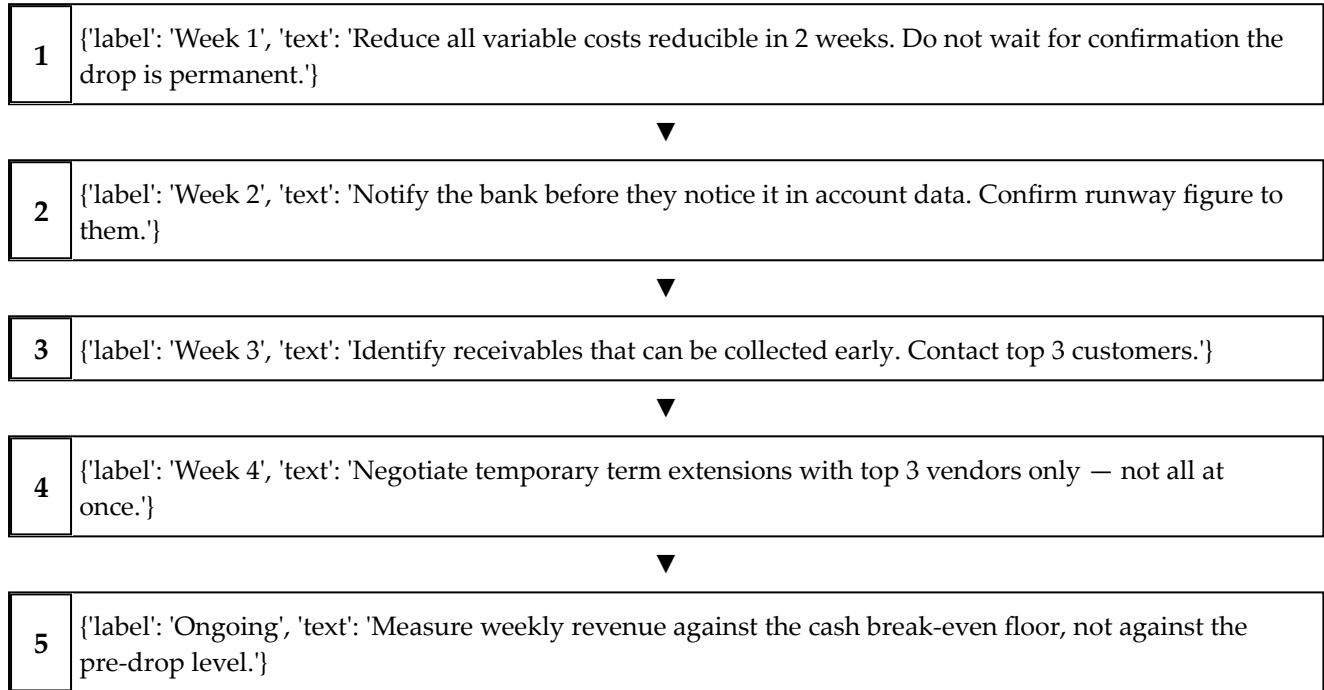 1
{'label': 'Week 1', 'text': 'Reduce all variable costs reducible in 2 weeks. Do not wait for confirmation the
drop is permanent.'}
▼
2
{'label': 'Week 2', 'text': 'Notify the bank before they notice it in account data. Confirm runway figure to
them.'}
▼
3
{'label': 'Week 3', 'text': 'Identify receivables that can be collected early. Contact top 3 customers.'}
▼
4
{'label': 'Week 4', 'text': 'Negotiate temporary term extensions with top 3 vendors only — not all at
once.'}
▼
5
{'label': 'Ongoing', 'text': 'Measure weekly revenue against the cash break-even floor, not against the
pre-drop level.'}